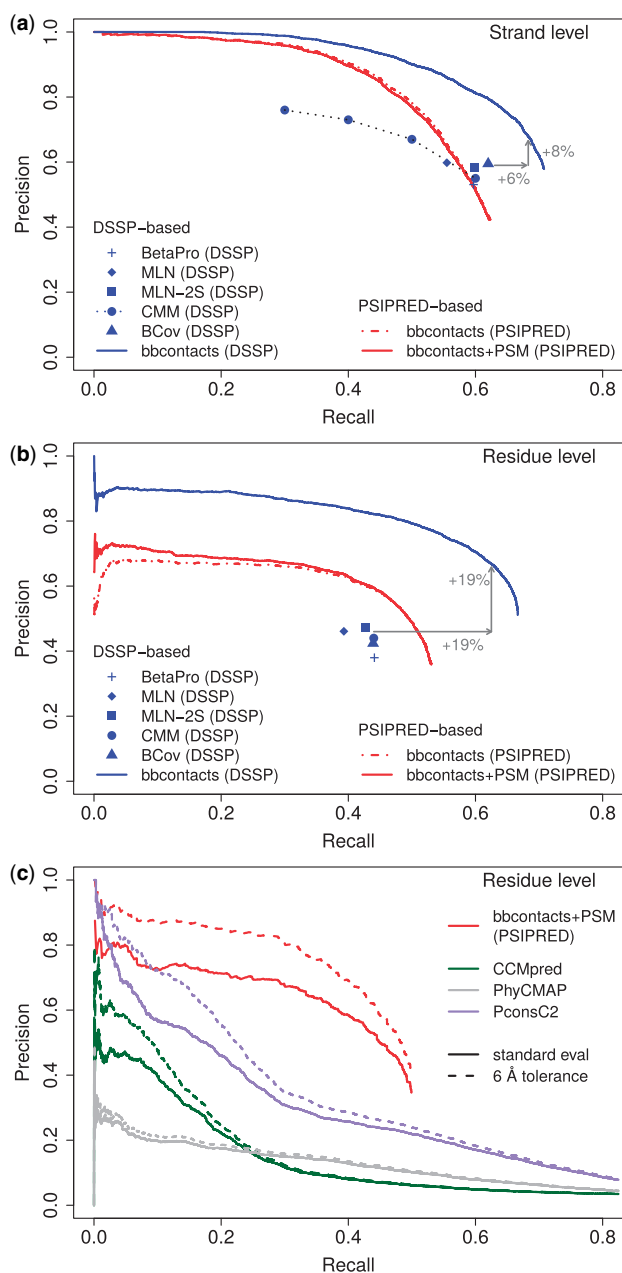 (a)
Strand level
Precision
0.0 0.2 0.4 0.6 0.8 1.0
+8%
+6%
DSSP−based
BetaPro (DSSP)
MLN (DSSP)
MLN−2S (DSSP)
CMM (DSSP)
BCov (DSSP)
bbcontacts (DSSP)
PSIPRED−based
bbcontacts (PSIPRED)
bbcontacts+PSM (PSIPRED)
0.0 0.2 0.4 0.6 0.8
Recall
(b)
Residue level
Precision
0.0 0.2 0.4 0.6 0.8 1.0
+19%
+19%
DSSP−based
BetaPro (DSSP)
MLN (DSSP)
MLN−2S (DSSP)
CMM (DSSP)
BCov (DSSP)
bbcontacts (DSSP)
PSIPRED−based
bbcontacts (PSIPRED)
bbcontacts+PSM (PSIPRED)
0.0 0.2 0.4 0.6 0.8
Recall
(c)
Residue level
Precision
0.0 0.2 0.4 0.6 0.8 1.0
bbcontacts+PSM
(PSIPRED)
CCMpred
PhyCMAP
PconsC2
standard eval
6 Å tolerance
0.0 0.2 0.4 0.6 0.8
Recall